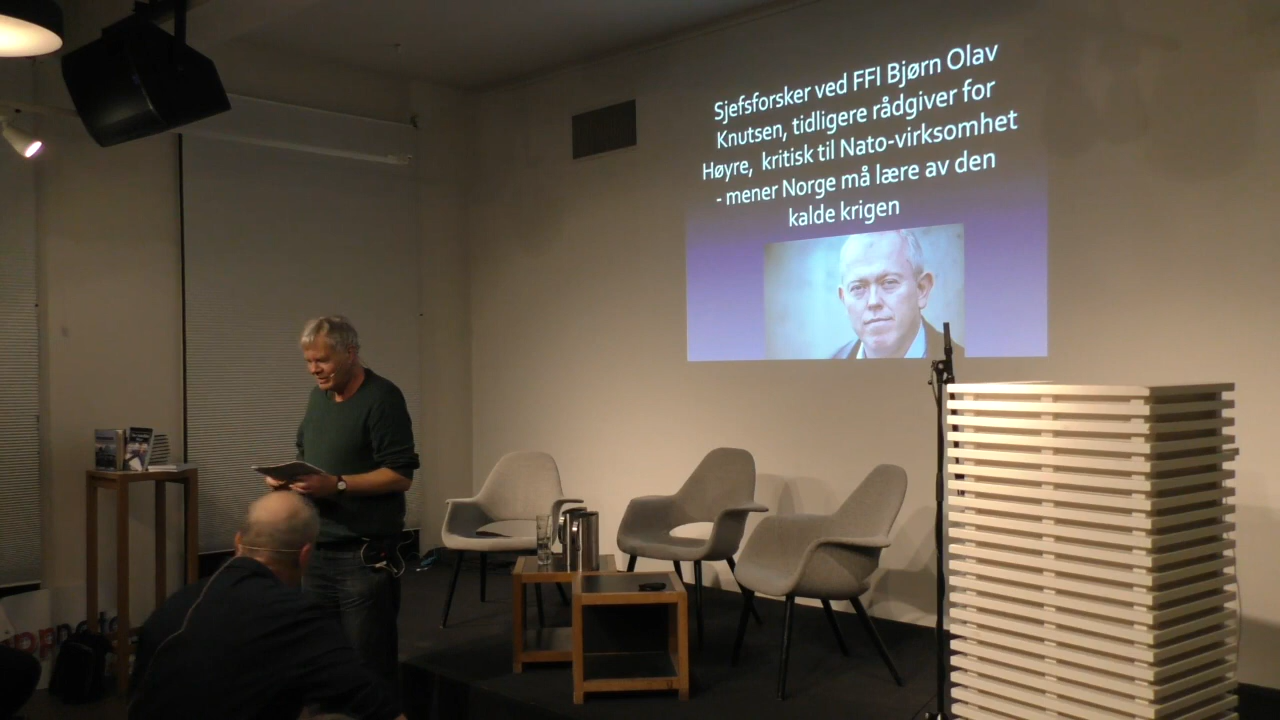 Sjefsforsker ved FFI Bjørn Olav
Knutsen, tidligere rådgiver for
Høyre, kritisk til Nato-virksomhet
- mener Norge må lære av den
kalde krigen